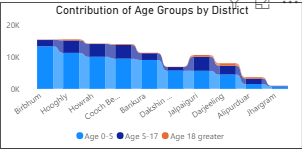 Contribution of Age Groups by District
20K
10K
0K
Birbhum
Hooghly
Howrah
Cooch Be...
Bankura
Dakshin ...
Jalpaiguri
Darjeeling
Alipurduar
Jhargram
Age 0-5 Age 5-17 Age 18 greater